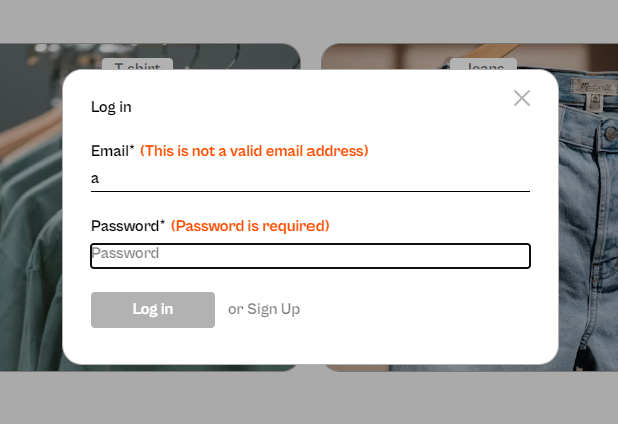 T-shirt
Jeans
Log in
Email* (This is not a valid email address)
a
Password* (Password is required)
Password
Log in or Sign Up